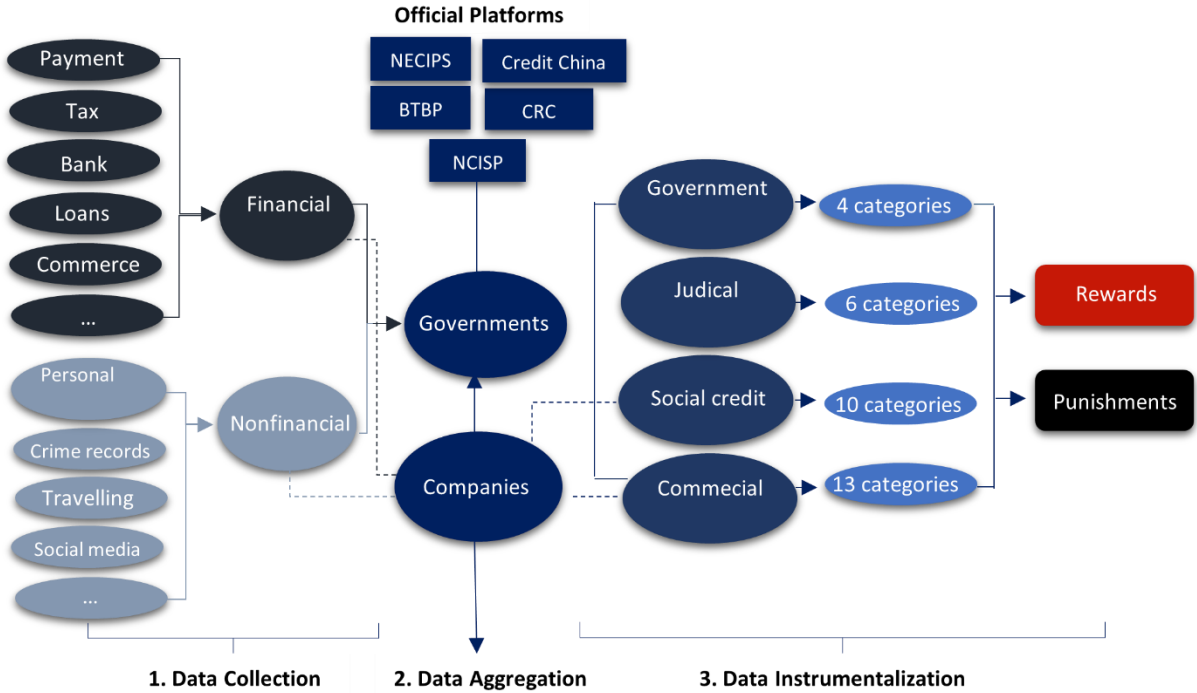 Official Platforms
NECIPS
Credit China
BTBP
CRC
NCISP
Payment
Tax
Bank
Loans
Commerce
...
Financial
Personal
Crime records
Travelling
Social media
...
Nonfinancial
Governments
Companies
Government
4 categories
Judical
6 categories
Social credit
10 categories
Commecial
13 categories
Rewards
Punishments
1. Data Collection
2. Data Aggregation
3. Data Instrumentalization